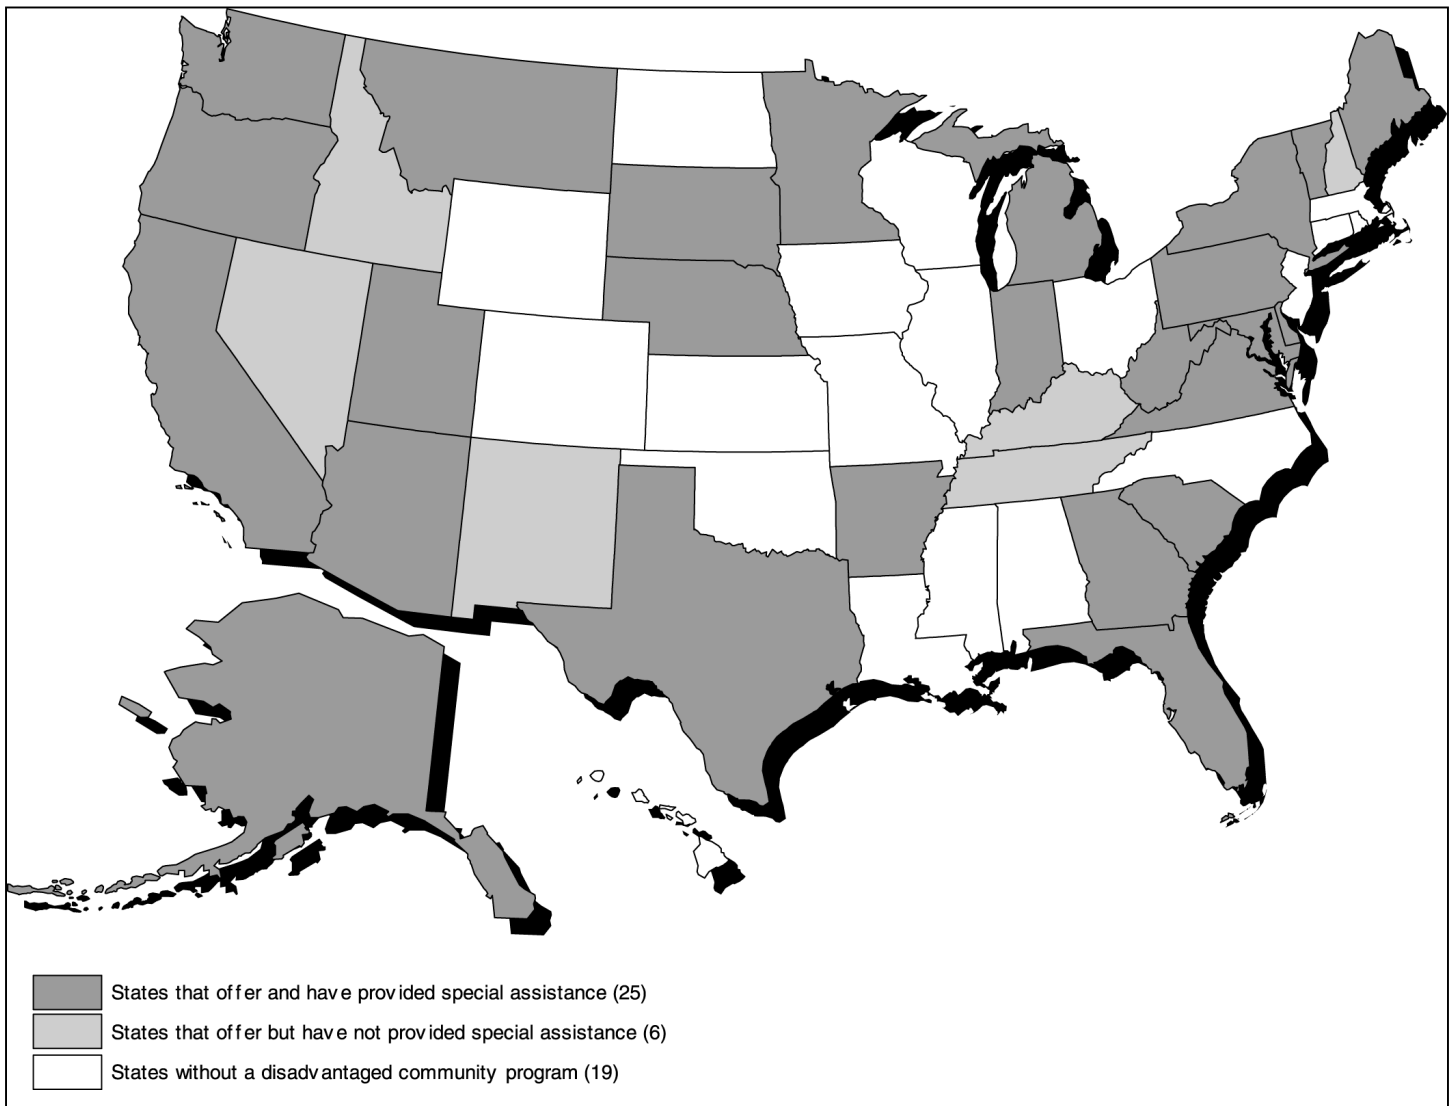 States that offer and have provided special assistance (25)
States that offer but have not provided special assistance (6)
States without a disadvantaged community program (19)